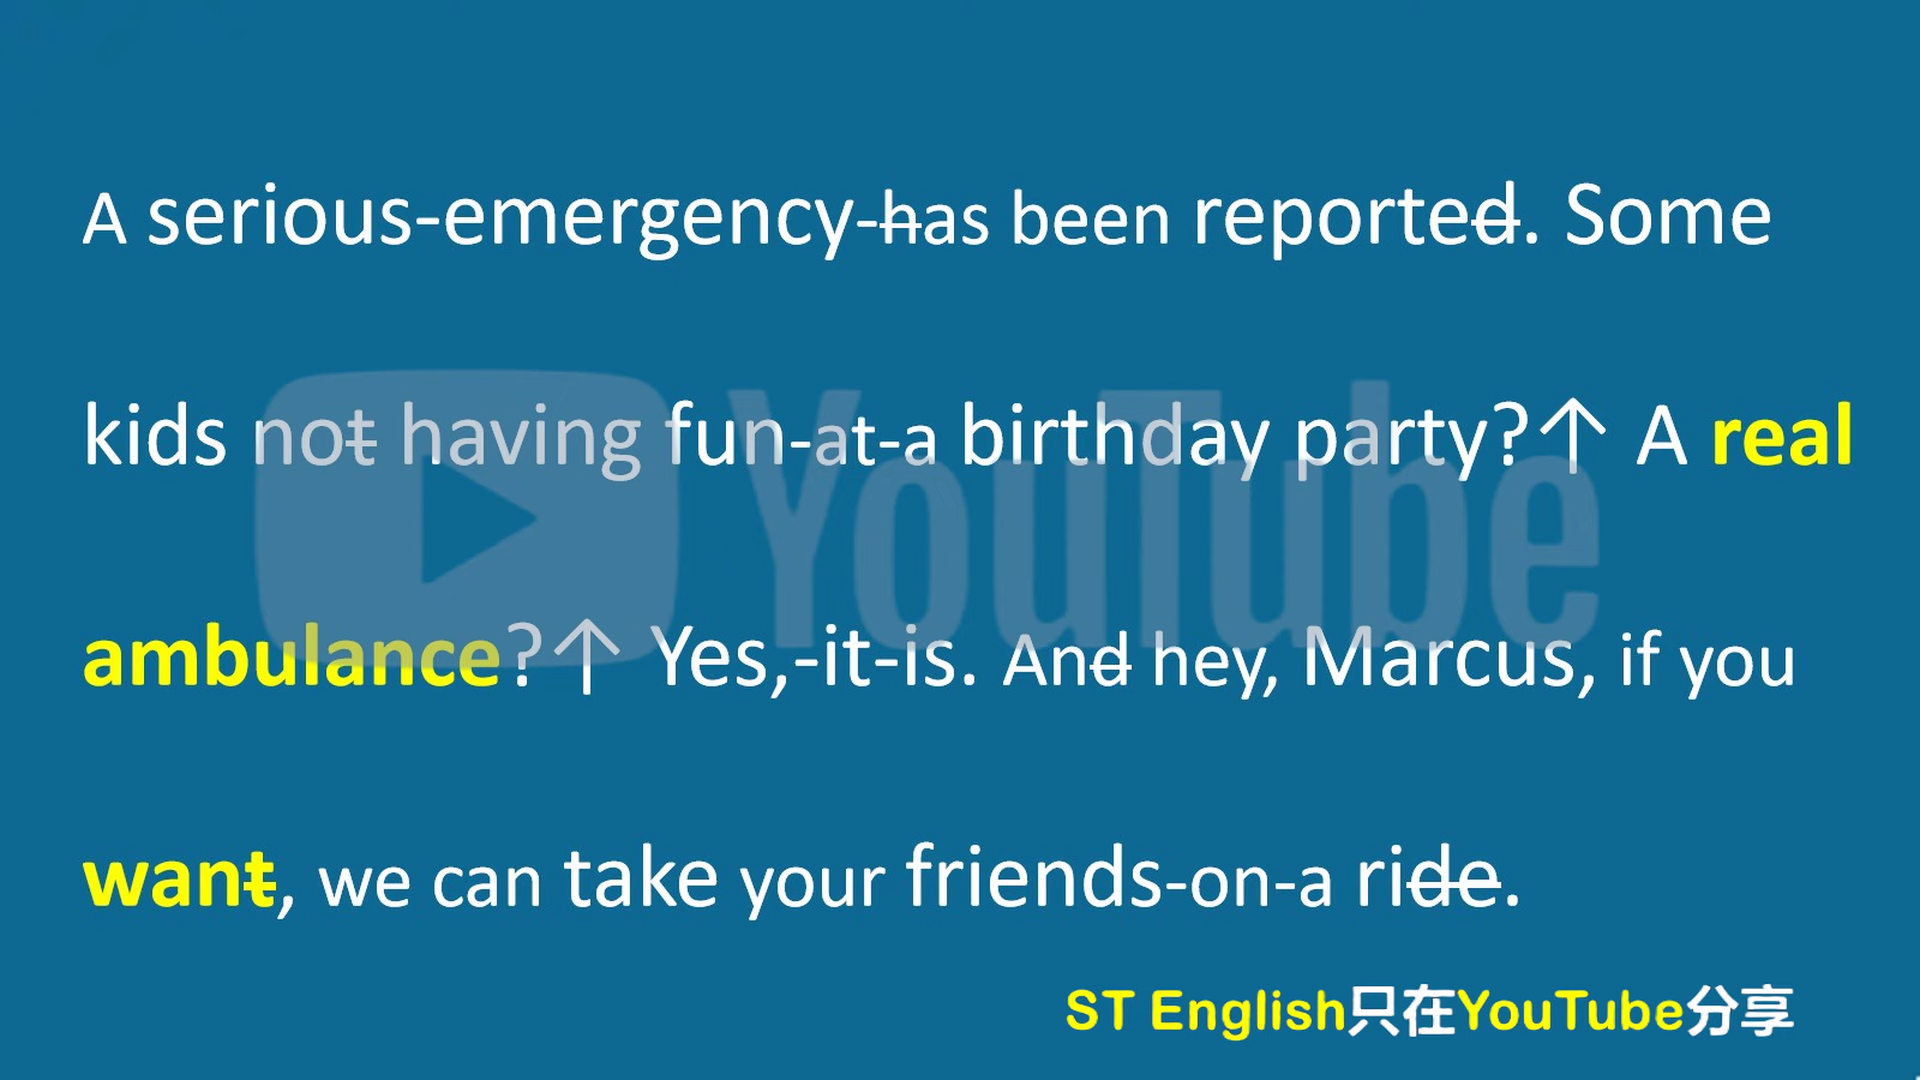 A serious-emergency-has been reported. Some
kids not having fun-at-a birthday party?↑ A real
YouTube
ambulance?↑ Yes,-it-is. And hey, Marcus, if you
want, we can take your friends-on-a ride.
ST English只在YouTube分享